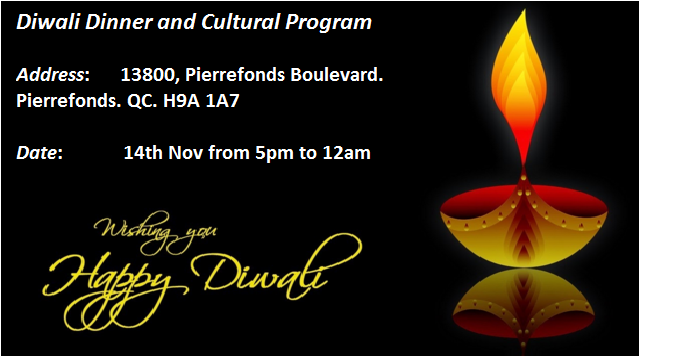 Diwali Dinner and Cultural Program
Address: 13800, Pierrefonds Boulevard.
Pierrefonds. QC. H9A 1A7
Date: 14th Nov from 5pm to 12am
Wishing you
Happy Diwali